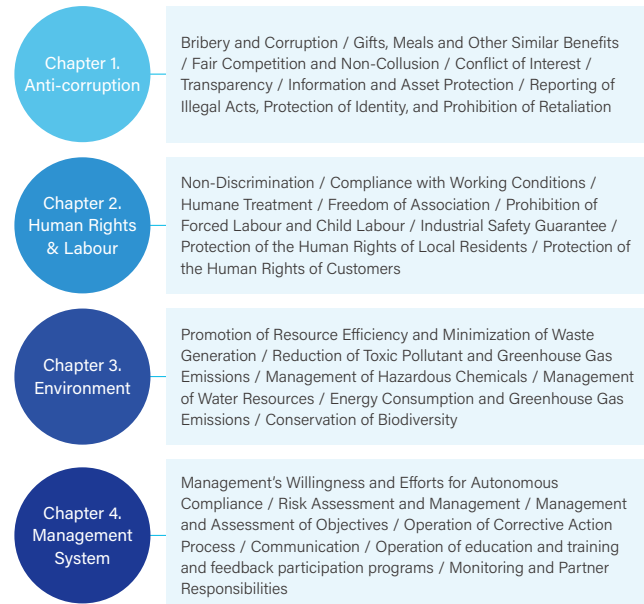 Chapter 1.
Anti-corruption
Bribery and Corruption / Gifts, Meals and Other Similar Benefits
/ Fair Competition and Non-Collusion / Conflict of Interest /
Transparency / Information and Asset Protection / Reporting of
Illegal Acts, Protection of Identity, and Prohibition of Retaliation
Chapter 2.
Human Rights
& Labour
Non-Discrimination / Compliance with Working Conditions /
Humane Treatment / Freedom of Association / Prohibition of
Forced Labour and Child Labour / Industrial Safety Guarantee /
Protection of the Human Rights of Local Residents / Protection of
the Human Rights of Customers
Chapter 3.
Environment
Promotion of Resource Efficiency and Minimization of Waste
Generation / Reduction of Toxic Pollutant and Greenhouse Gas
Emissions / Management of Hazardous Chemicals / Management
of Water Resources / Energy Consumption and Greenhouse Gas
Emissions / Conservation of Biodiversity
Chapter 4.
Management
System
Management's Willingness and Efforts for Autonomous
Compliance / Risk Assessment and Management / Management
and Assessment of Objectives / Operation of Corrective Action
Process / Communication / Operation of education and training
and feedback participation programs / Monitoring and Partner
Responsibilities